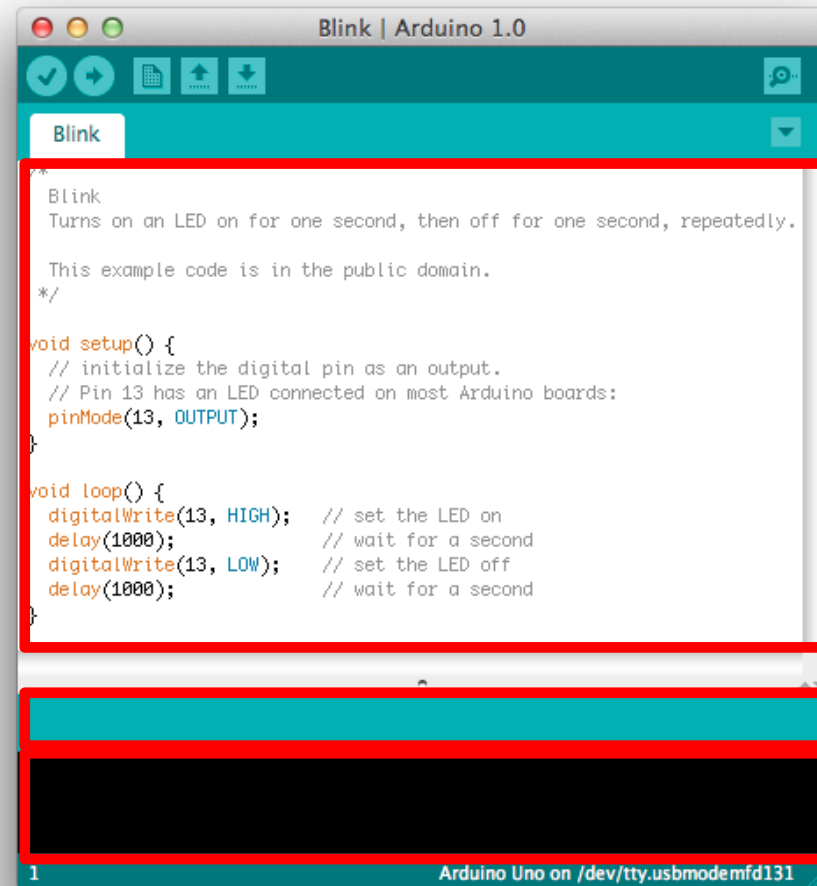 Blink | Arduino 1.0
Blink
/*
  Blink
  Turns on an LED on for one second, then off for one second, repeatedly.

  This example code is in the public domain.
 */

void setup() {
  // initialize the digital pin as an output.
  // Pin 13 has an LED connected on most Arduino boards:
  pinMode(13, OUTPUT);
}

void loop() {
  digitalWrite(13, HIGH);   // set the LED on
  delay(1000);              // wait for a second
  digitalWrite(13, LOW);    // set the LED off
  delay(1000);              // wait for a second
}
1 Arduino Uno on /dev/tty.usbmodemfd131